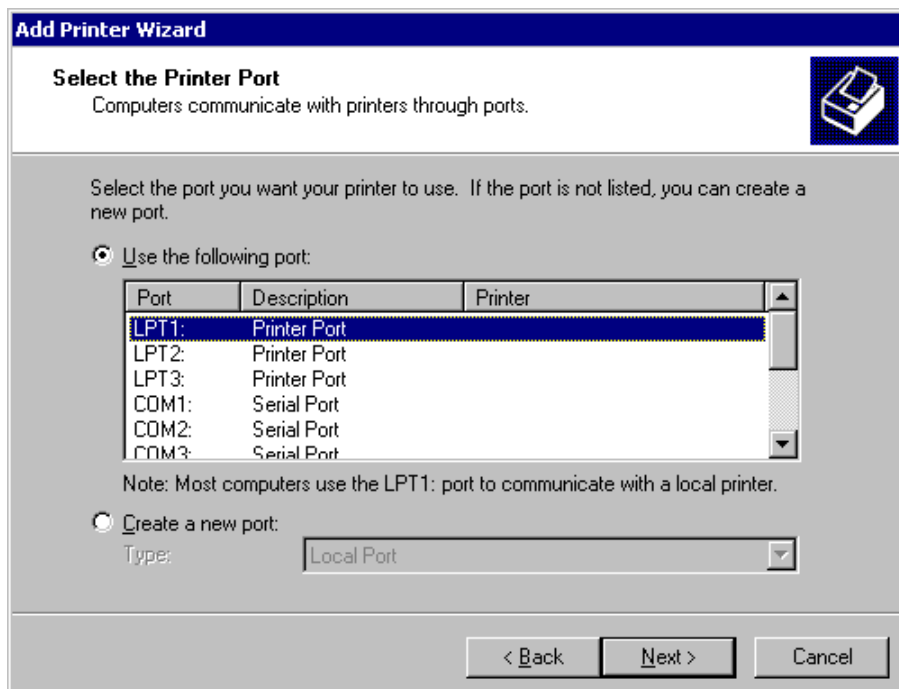 Add Printer Wizard
Select the Printer Port
Computers communicate with printers through ports.
Select the port you want your printer to use.  If the port is not listed, you can create a
new port.
Use the following port:
Port Description Printer
LPT1: Printer Port
LPT2: Printer Port
LPT3: Printer Port
COM1: Serial Port
COM2: Serial Port
COM3: Serial Port
Note: Most computers use the LPT1: port to communicate with a local printer.
Create a new port:
Type: Local Port
< Back Next > Cancel